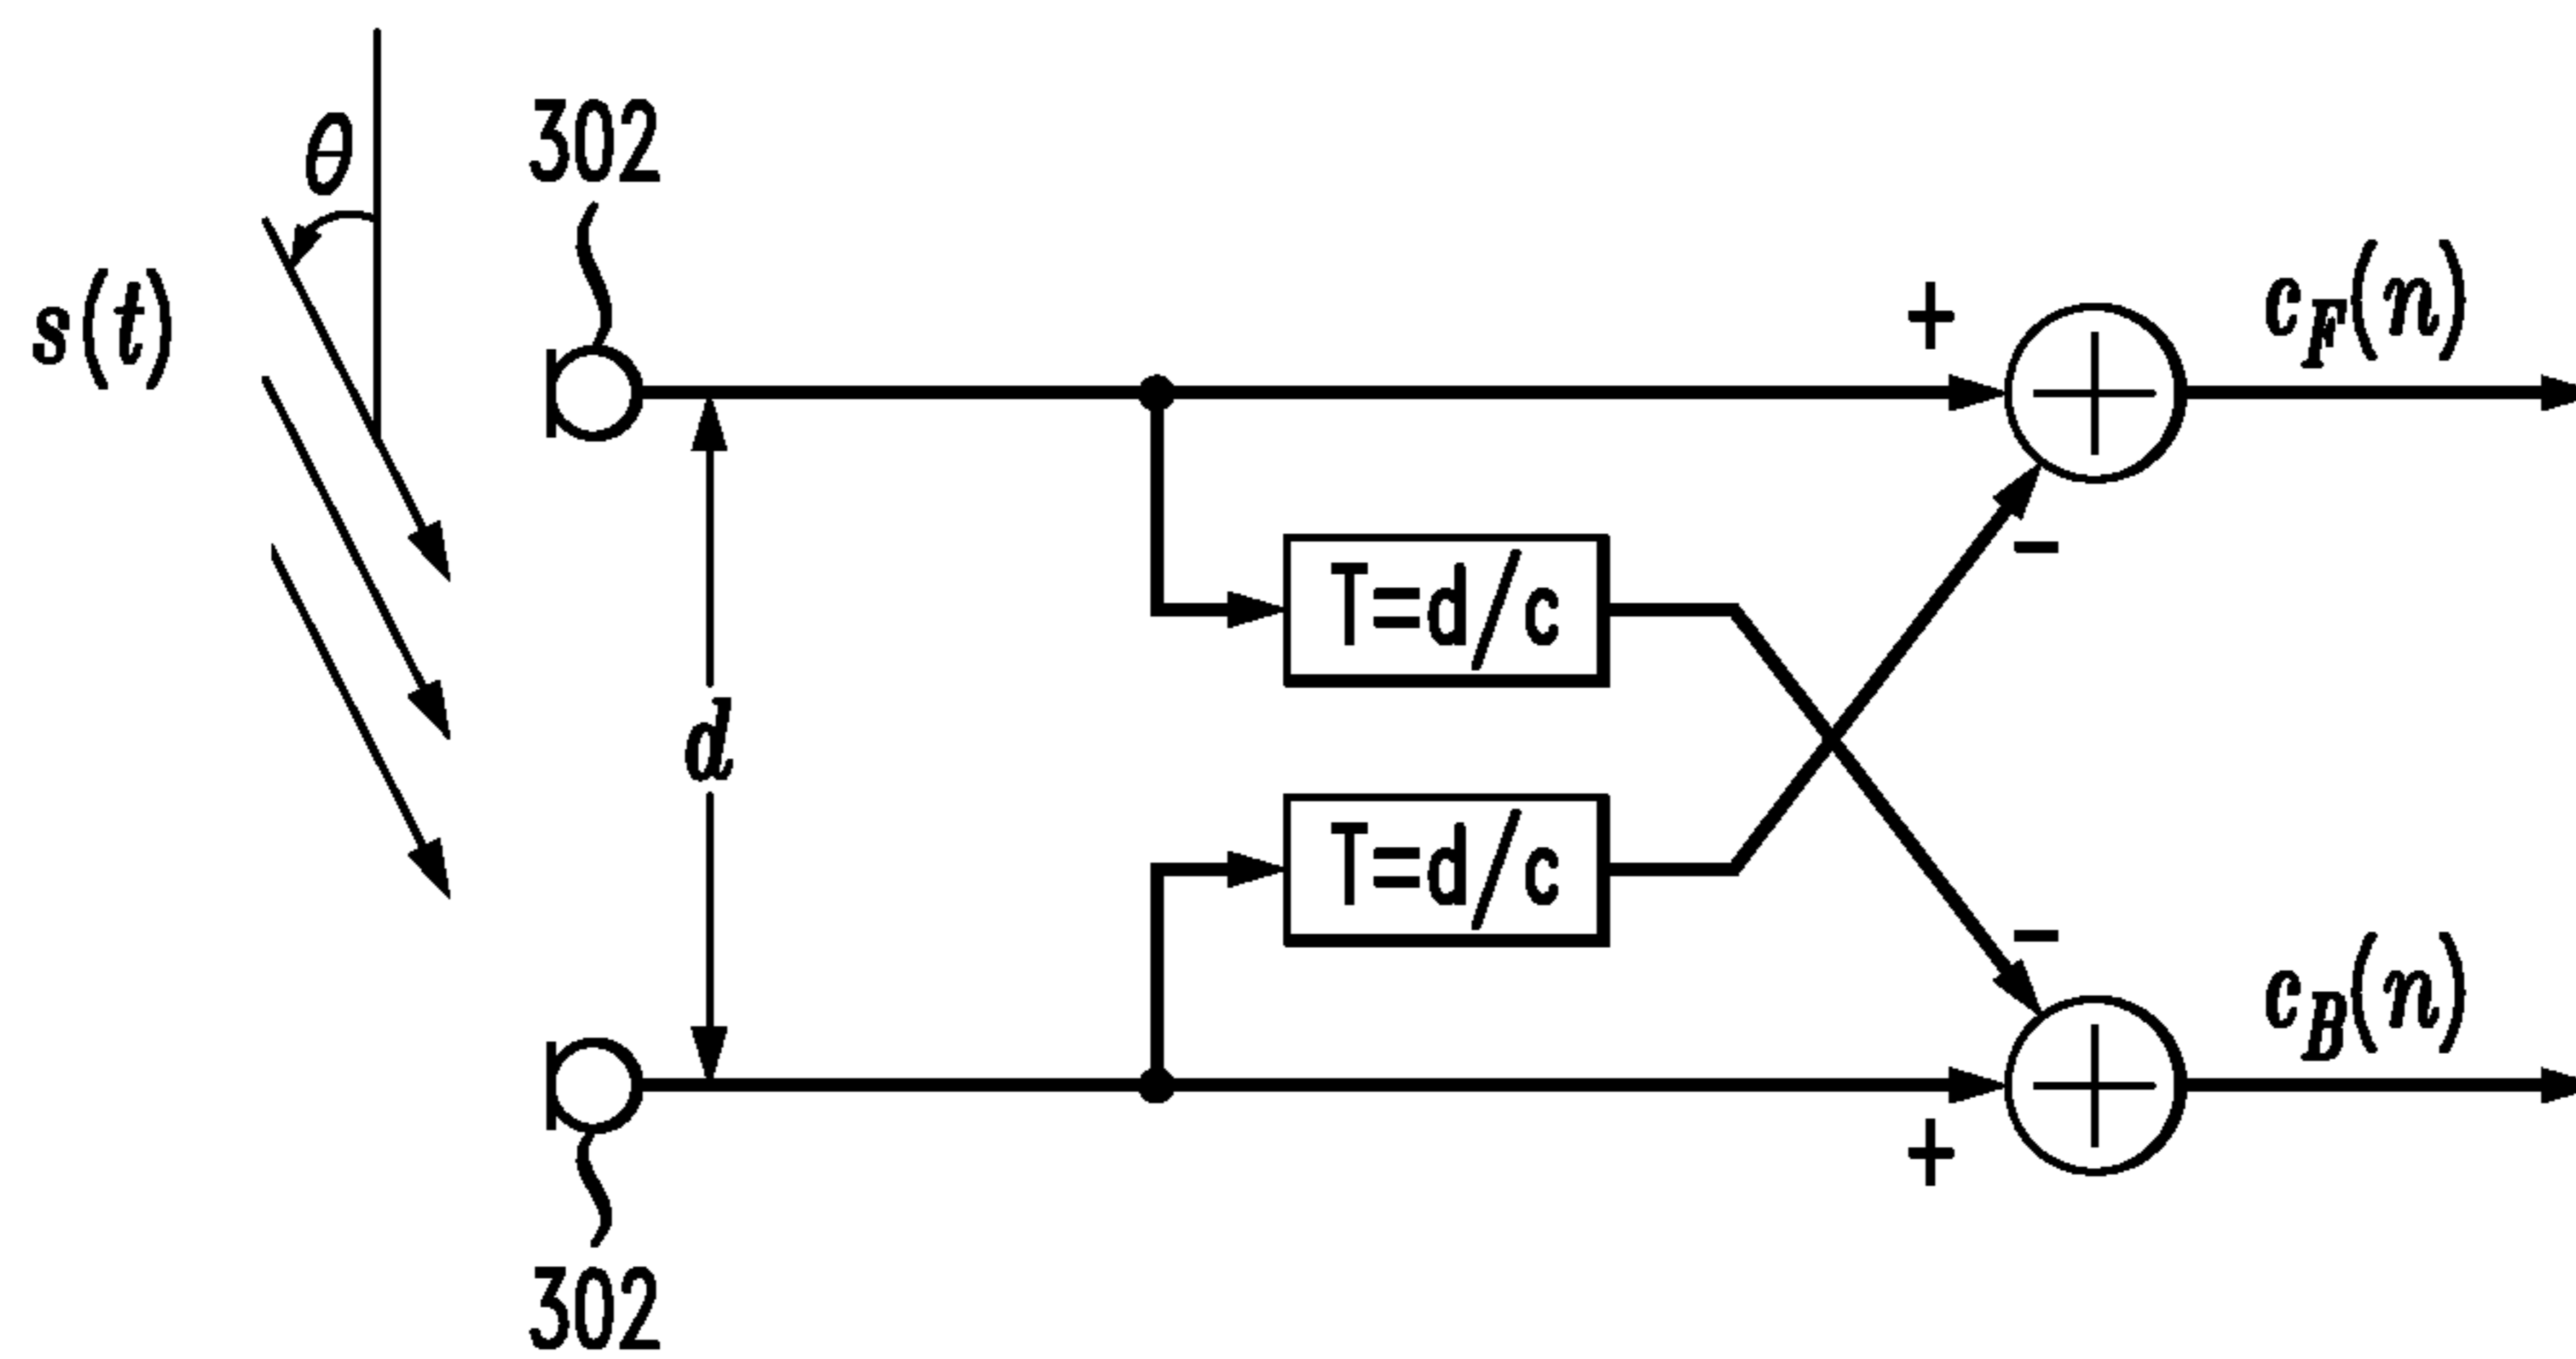 θ
302
s(t)
+
c_F(n)
−
T=d/c
d
T=d/c
−
c_B(n)
+
302